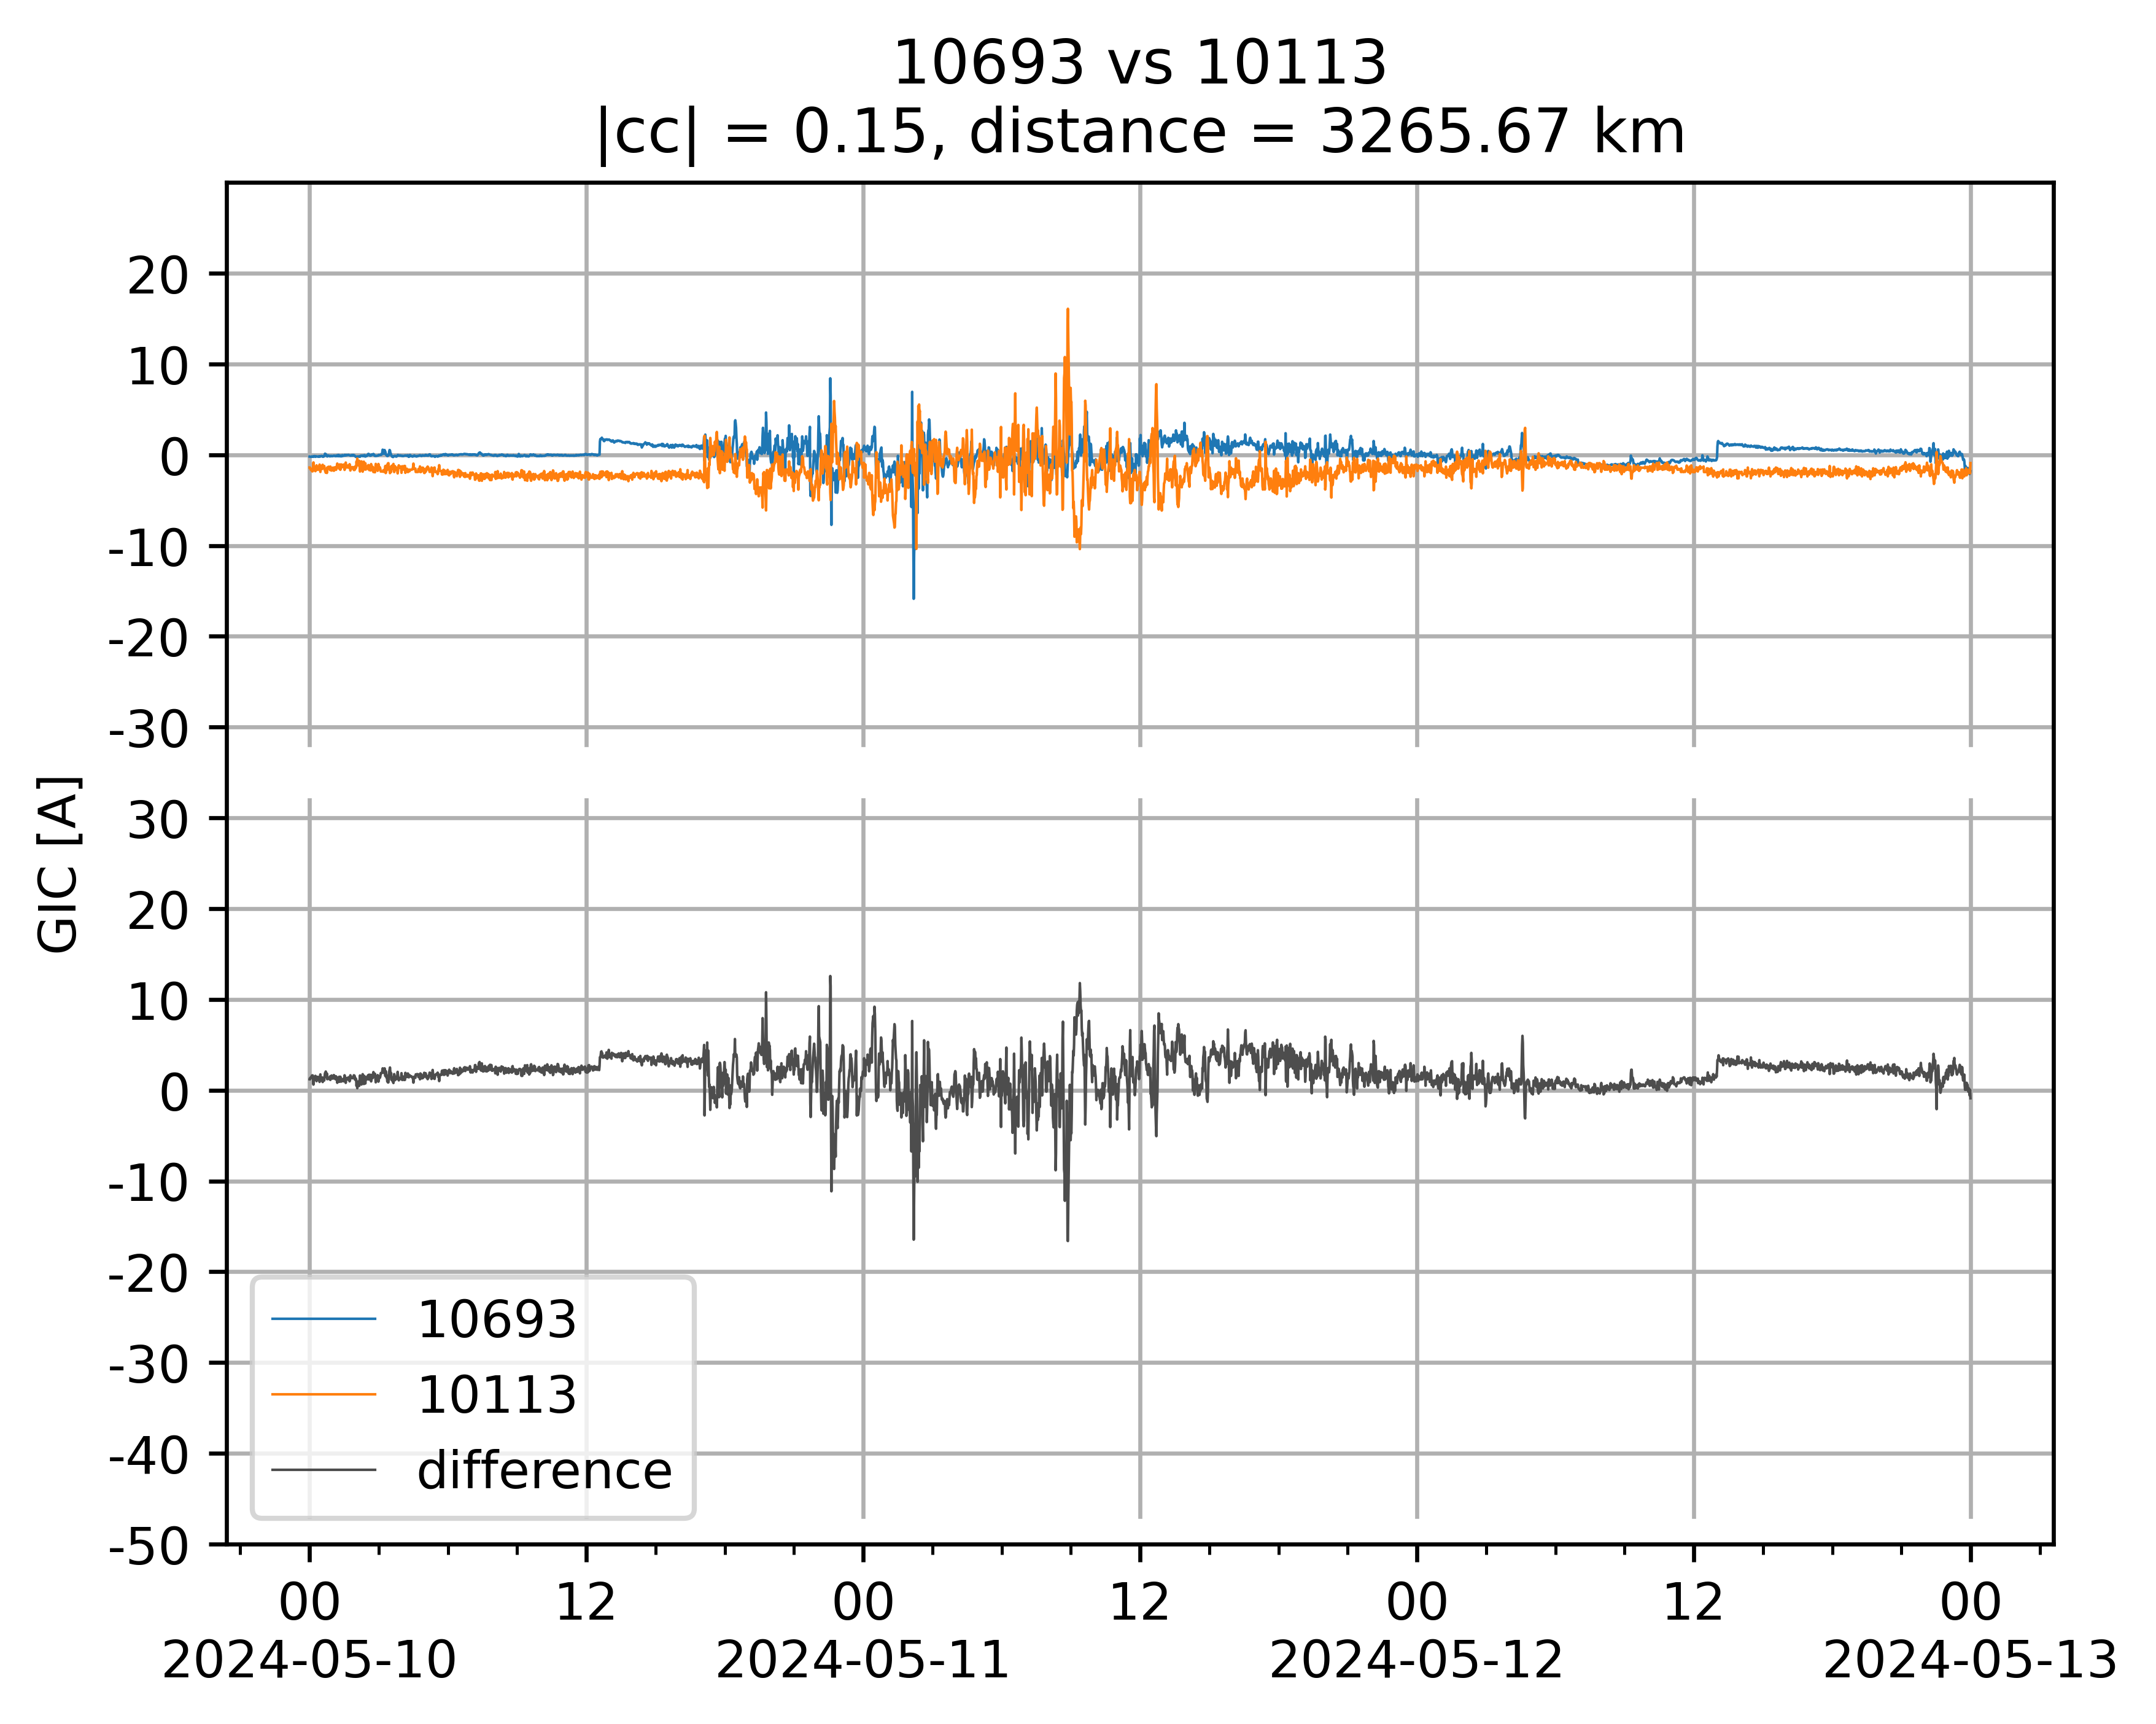 10693 vs 10113
|cc| = 0.15, distance = 3265.67 km
20
10
0
-10
-20
-30
30
20
10
0
-10
-20
-30
-40
-50
GIC [A]
10693
10113
difference
00 12 00 12 00 12 00
2024-05-10 2024-05-11 2024-05-12 2024-05-13